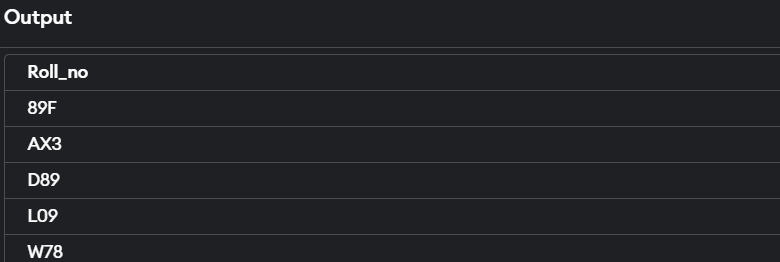 Output
Roll_no
89F
AX3
D89
L09
W78